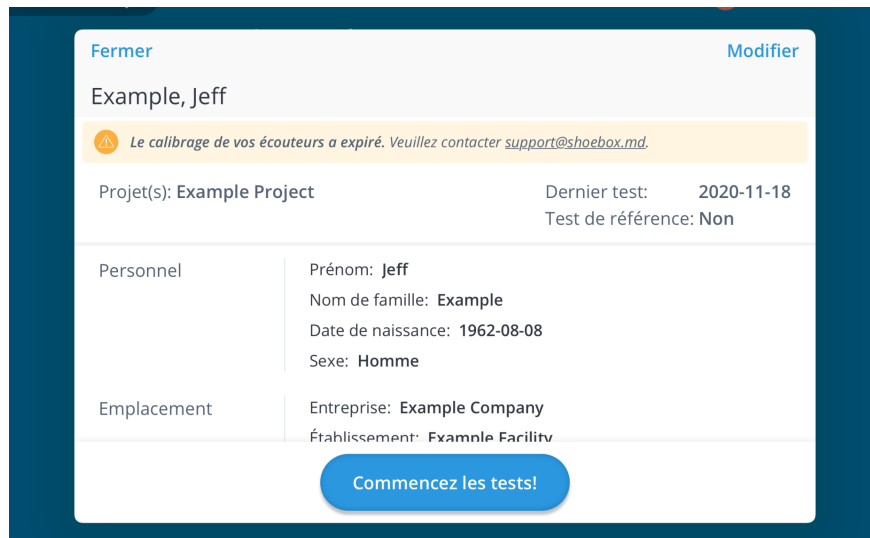 Fermer Modifier
Example, Jeff
Le calibrage de vos écouteurs a expiré. Veuillez contacter support@shoebox.md.
Projet(s): Example Project Dernier test: 2020-11-18
Test de référence: Non
Personnel Prénom: Jeff
Nom de famille: Example
Date de naissance: 1962-08-08
Sexe: Homme
Emplacement Entreprise: Example Company
Établissement: Example Facility
Commencez les tests!